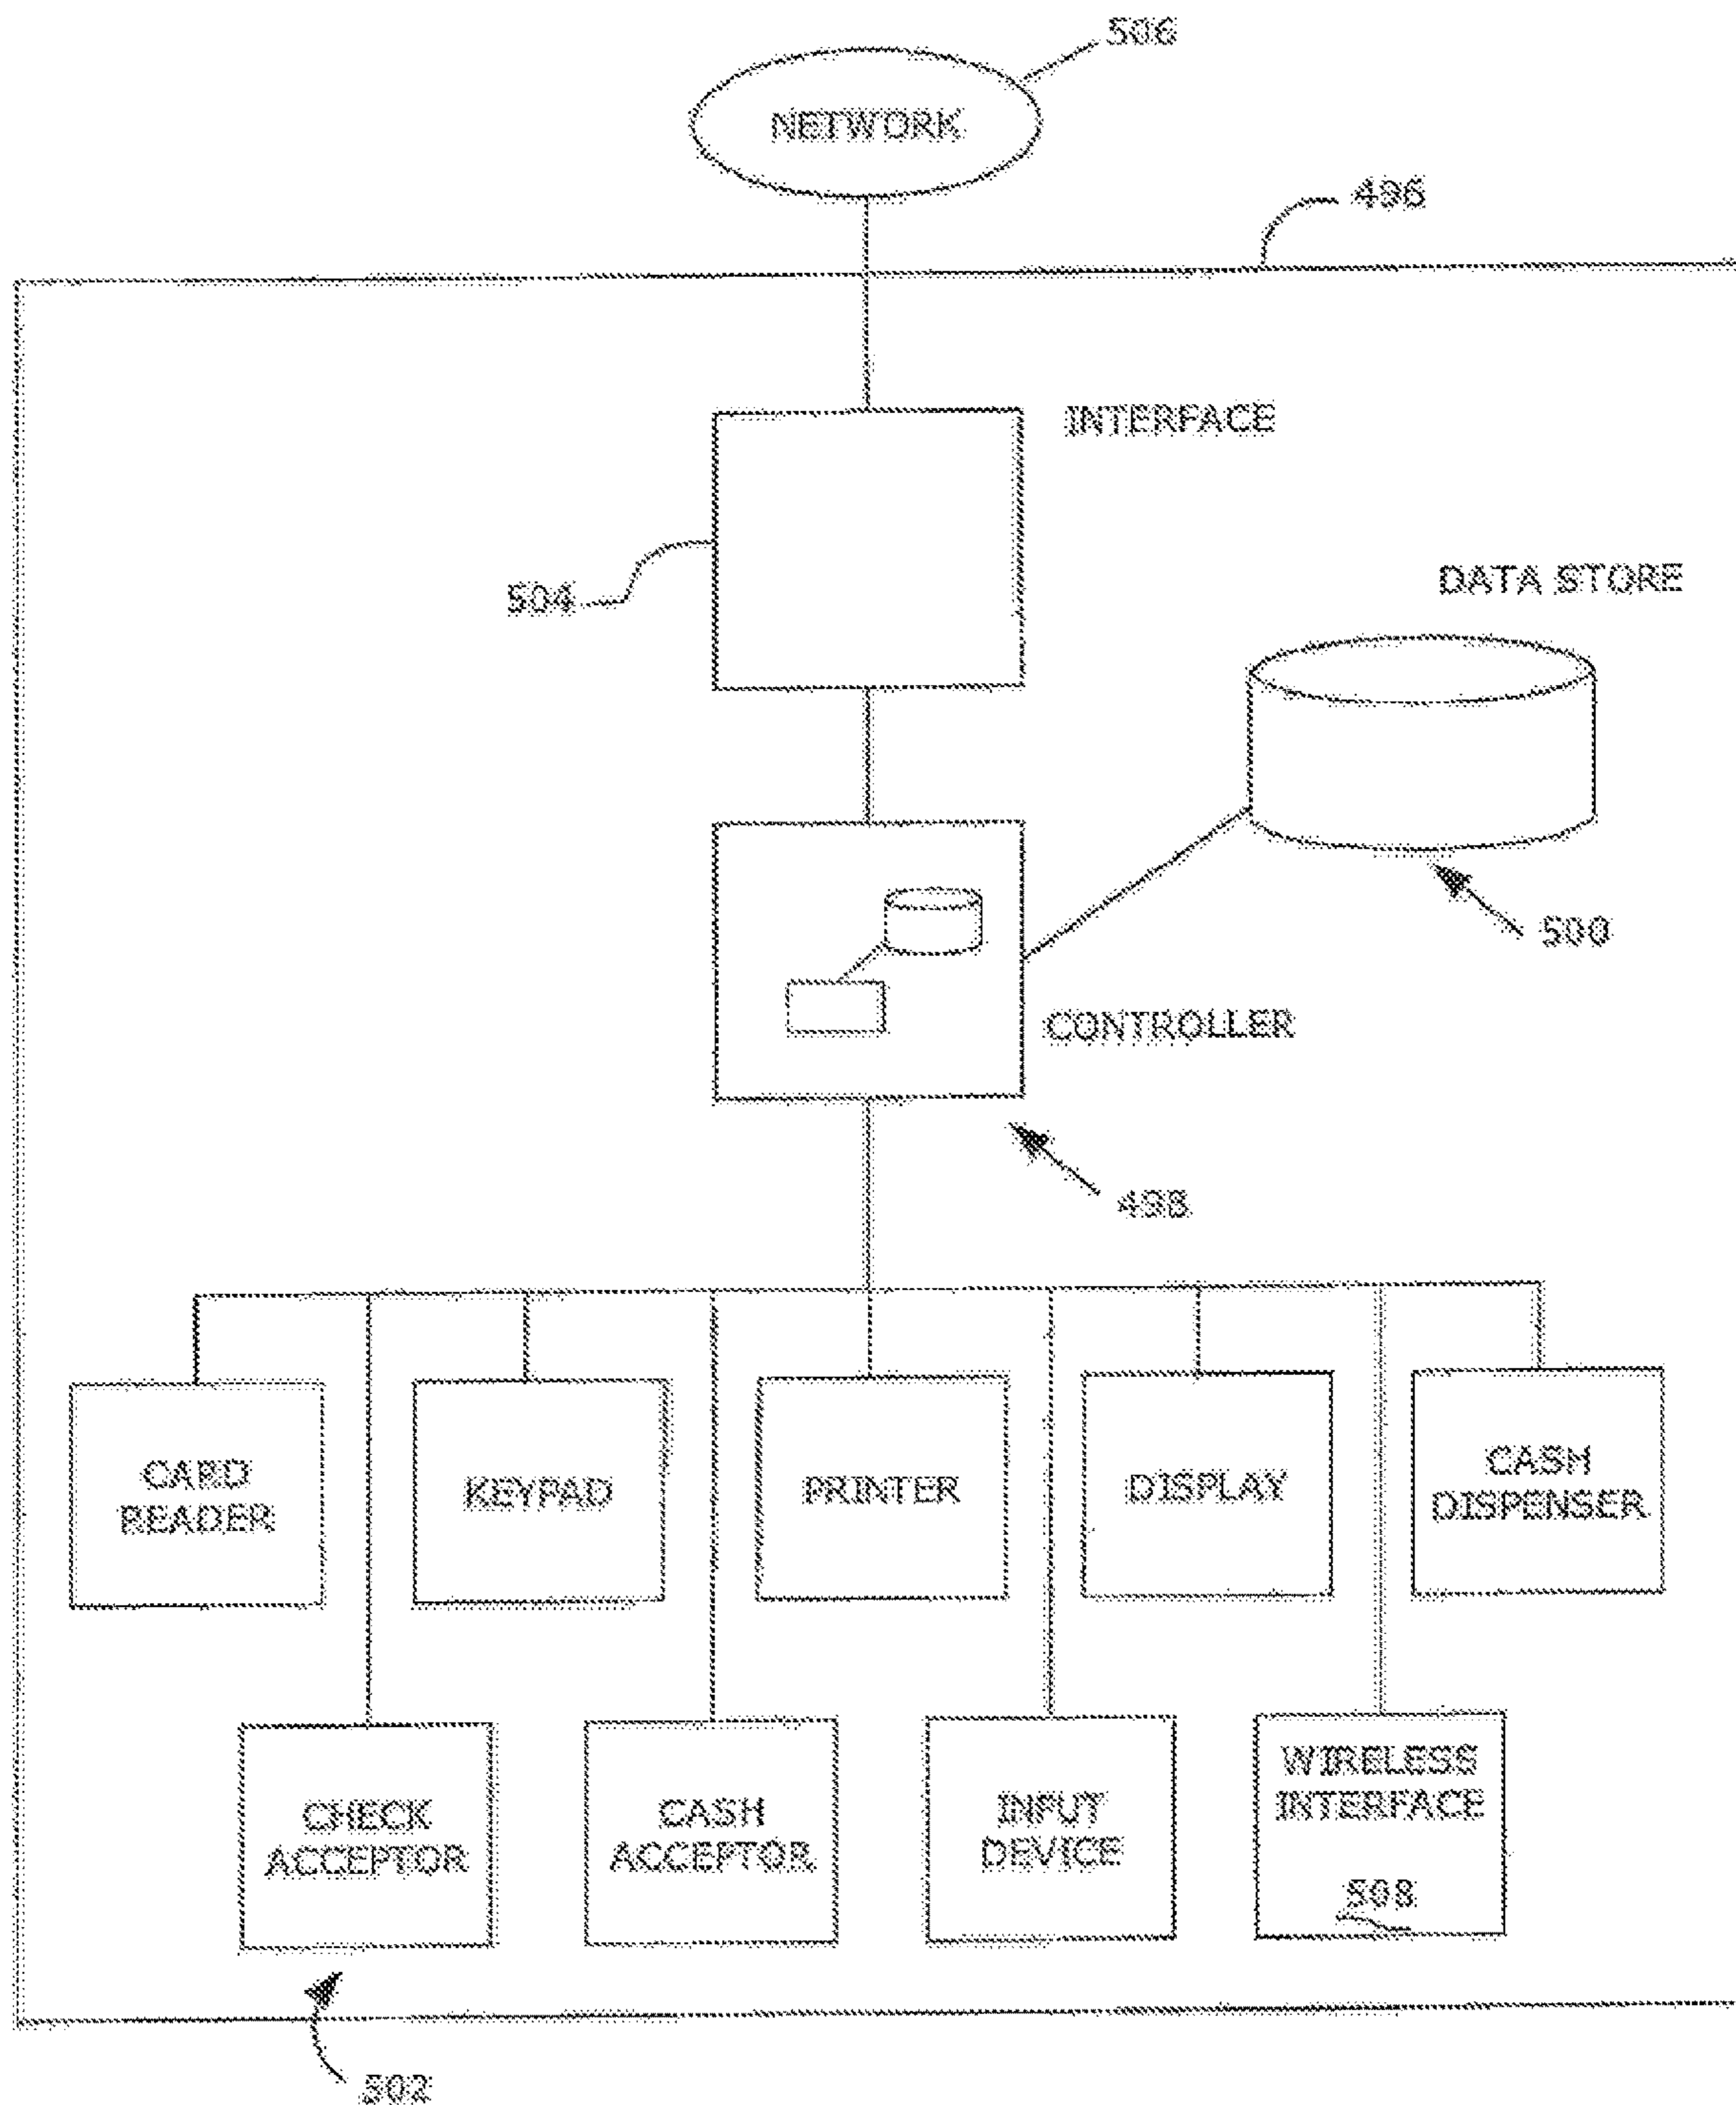 506
NETWORK
496
INTERFACE
504
DATA STORE
500
CONTROLLER
498
CARD
READER
KEYPAD
PRINTER
DISPLAY
CASH
DISPENSER
CHECK
ACCEPTOR
CASH
ACCEPTOR
INPUT
DEVICE
WIRELESS
INTERFACE
508
502